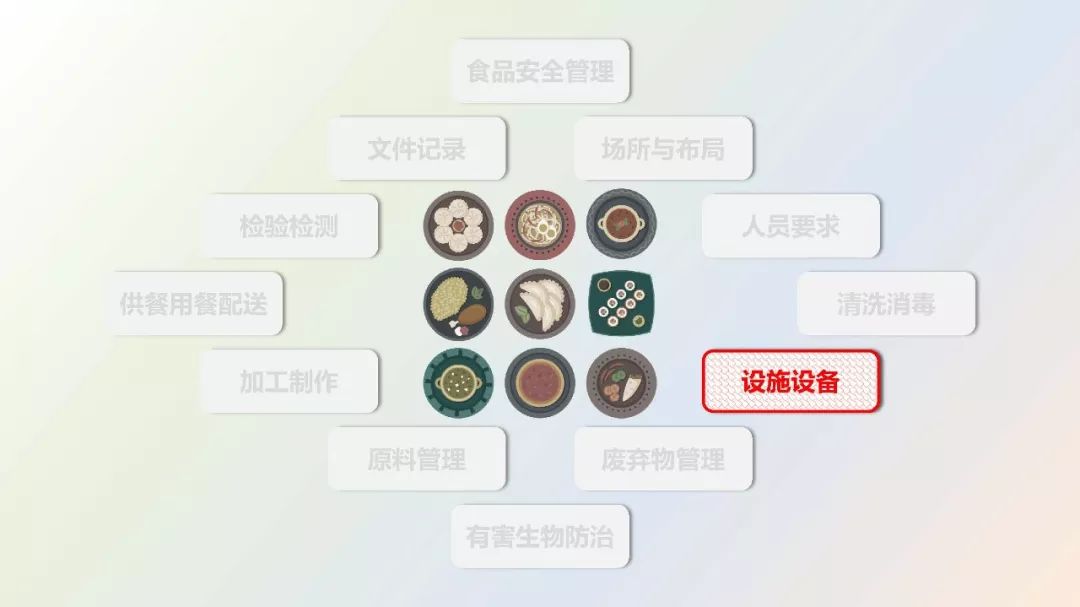 食品安全管理
文件记录
场所与布局
检验检测
人员要求
供餐用餐配送
清洗消毒
加工制作
设施设备
原料管理
废弃物管理
有害生物防治